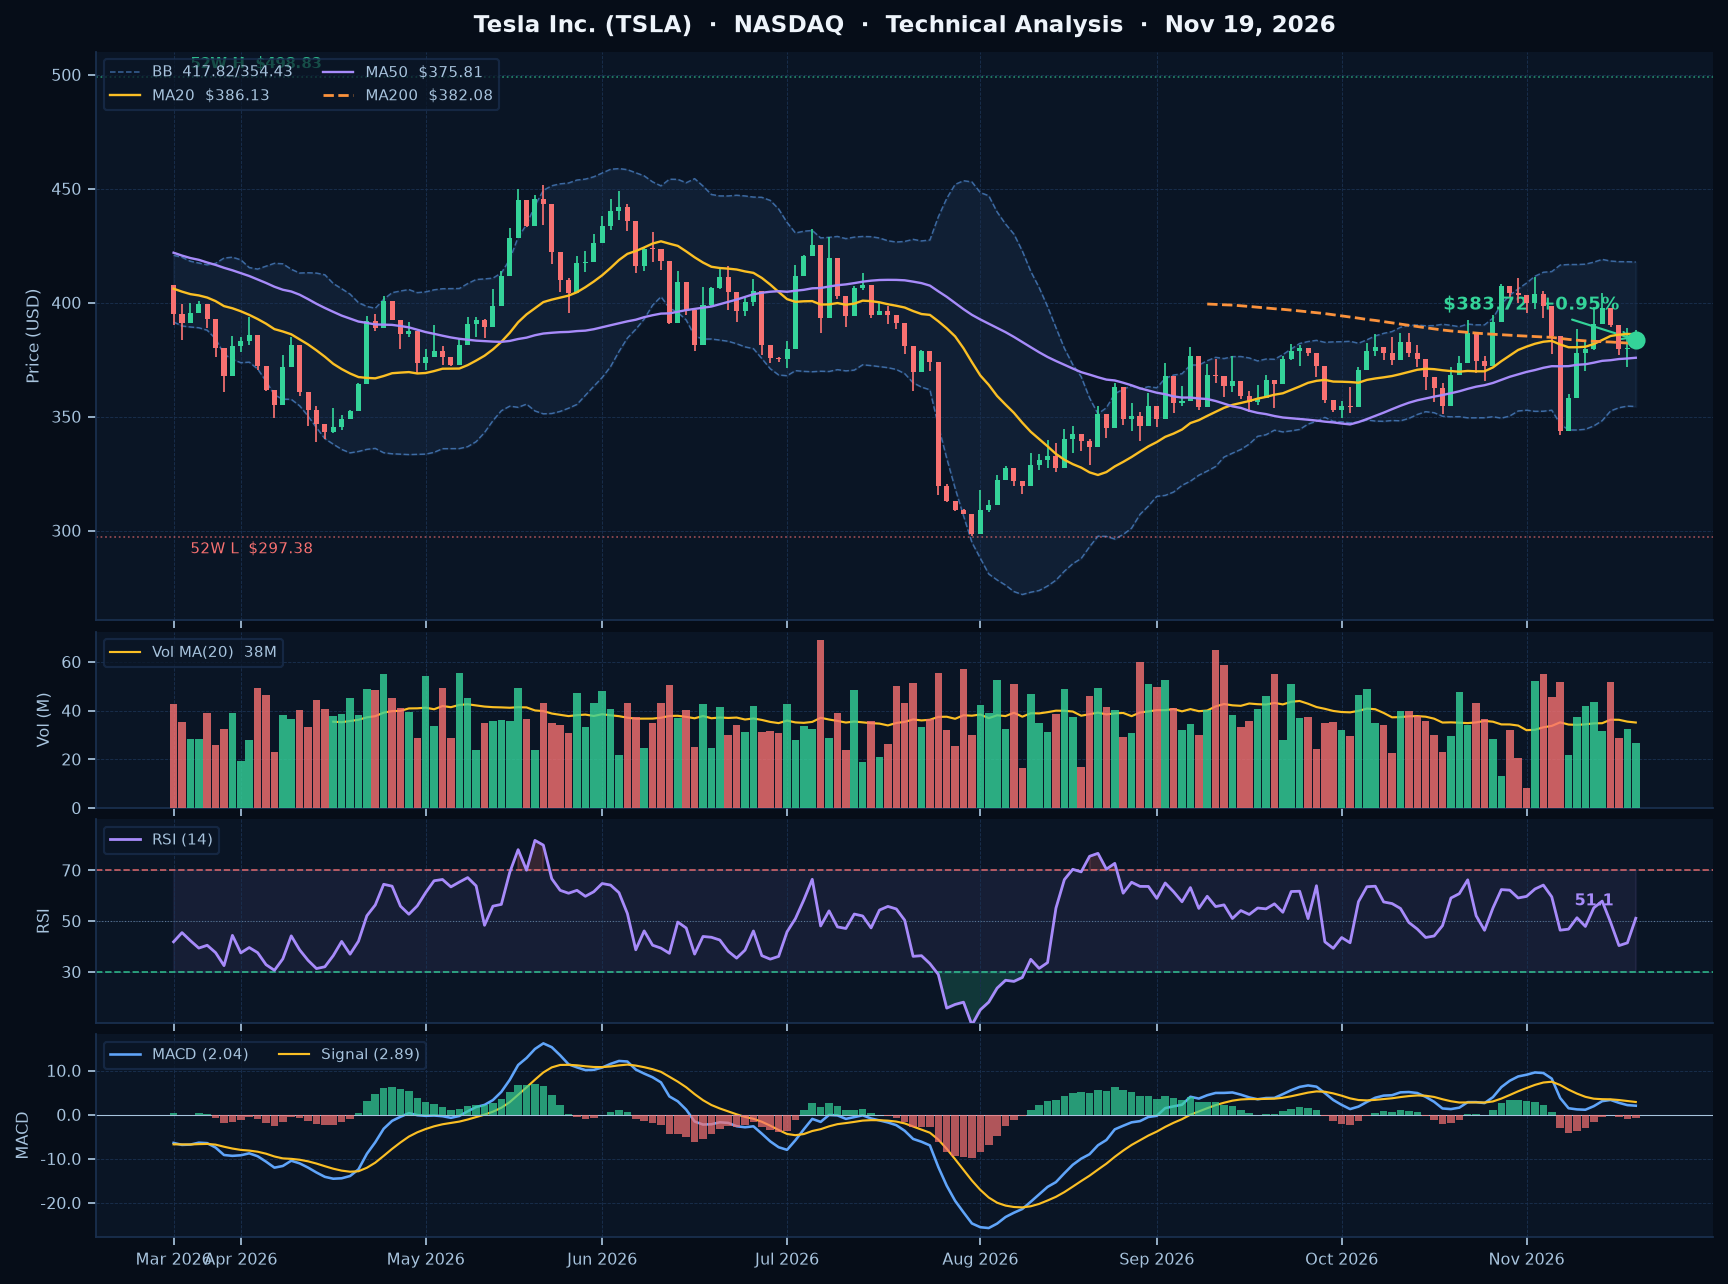 Tesla Inc. (TSLA)  ·  NASDAQ  ·  Technical Analysis  ·  Nov 19, 2026
52W H  $498.83
BB  417.82/354.43
MA50  $375.81
MA20  $386.13
MA200  $382.08
500
450
400
350
300
Price (USD)
$383.72  +0.95%
52W L  $297.38
Vol MA(20)  38M
60
40
20
0
Vol (M)
RSI (14)
70
50
30
RSI
51.1
MACD (2.04)
Signal (2.89)
10.0
0.0
-10.0
-20.0
MACD
Mar 2026
Apr 2026
May 2026
Jun 2026
Jul 2026
Aug 2026
Sep 2026
Oct 2026
Nov 2026